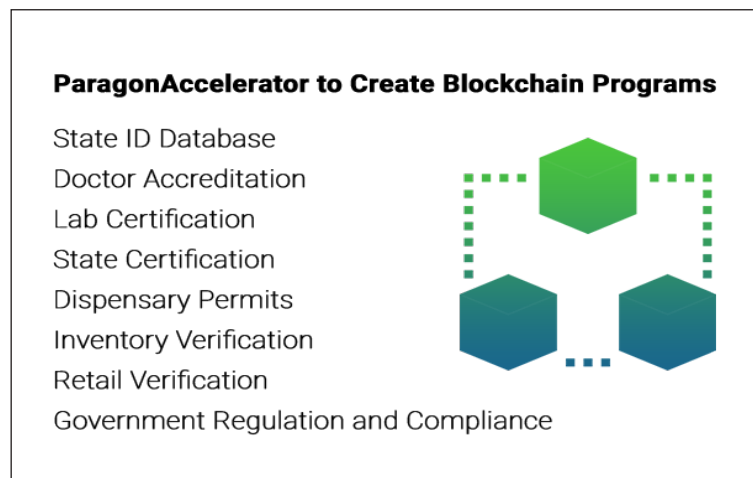 ParagonAccelerator to Create Blockchain Programs
State ID Database
Doctor Accreditation
Lab Certification
State Certification
Dispensary Permits
Inventory Verification
Retail Verification
Government Regulation and Compliance